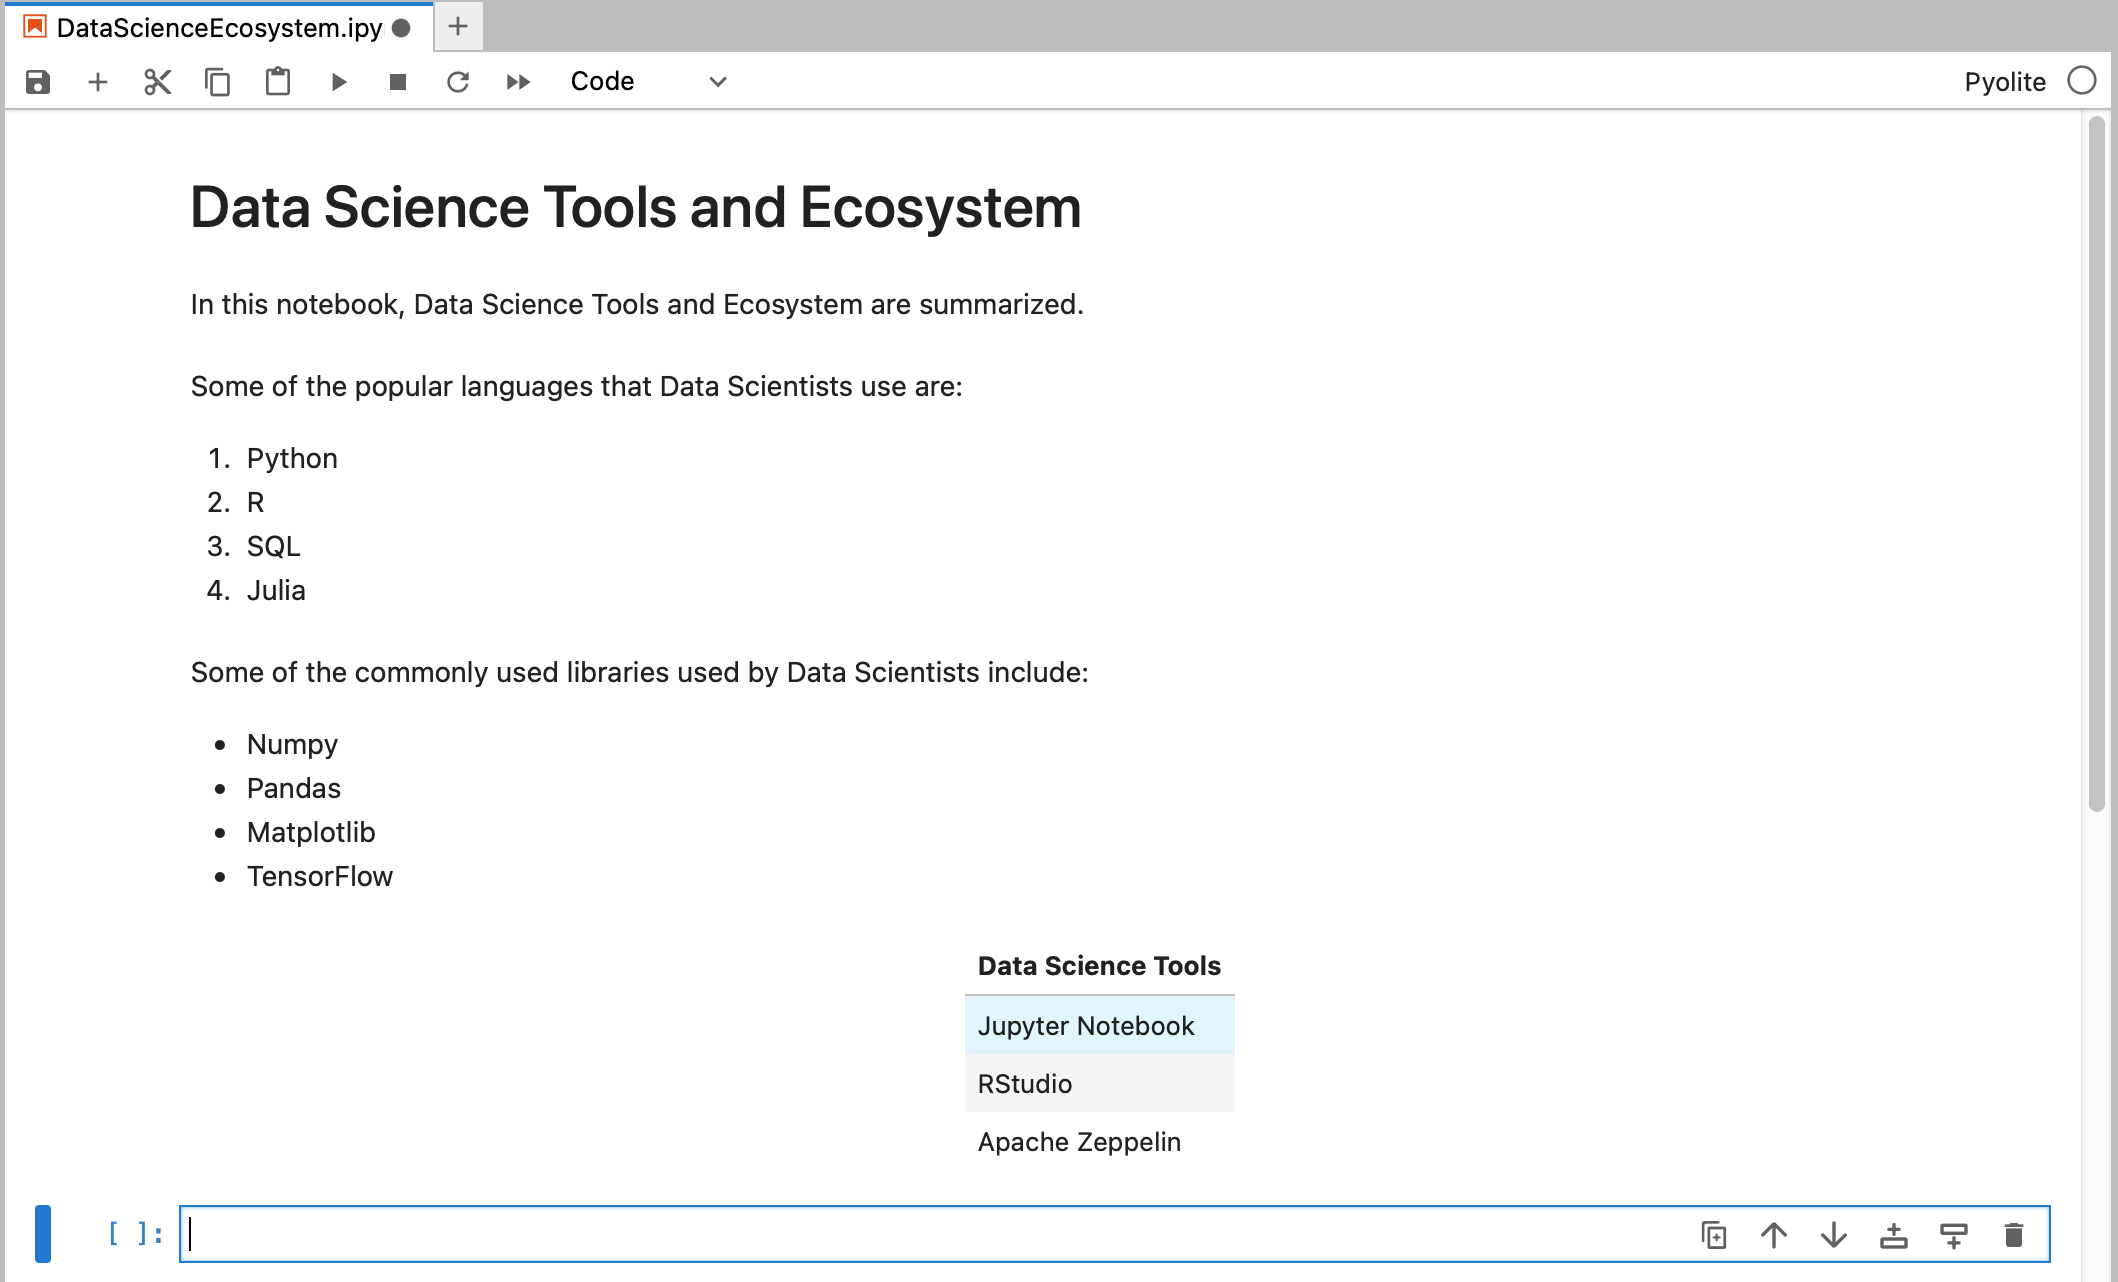 DataScienceEcosystem.ipy
Code
Pyolite
Data Science Tools and Ecosystem
In this notebook, Data Science Tools and Ecosystem are summarized.
Some of the popular languages that Data Scientists use are:
1. Python
2. R
3. SQL
4. Julia
Some of the commonly used libraries used by Data Scientists include:
• Numpy
• Pandas
• Matplotlib
• TensorFlow
Data Science Tools
Jupyter Notebook
RStudio
Apache Zeppelin
[ ]: